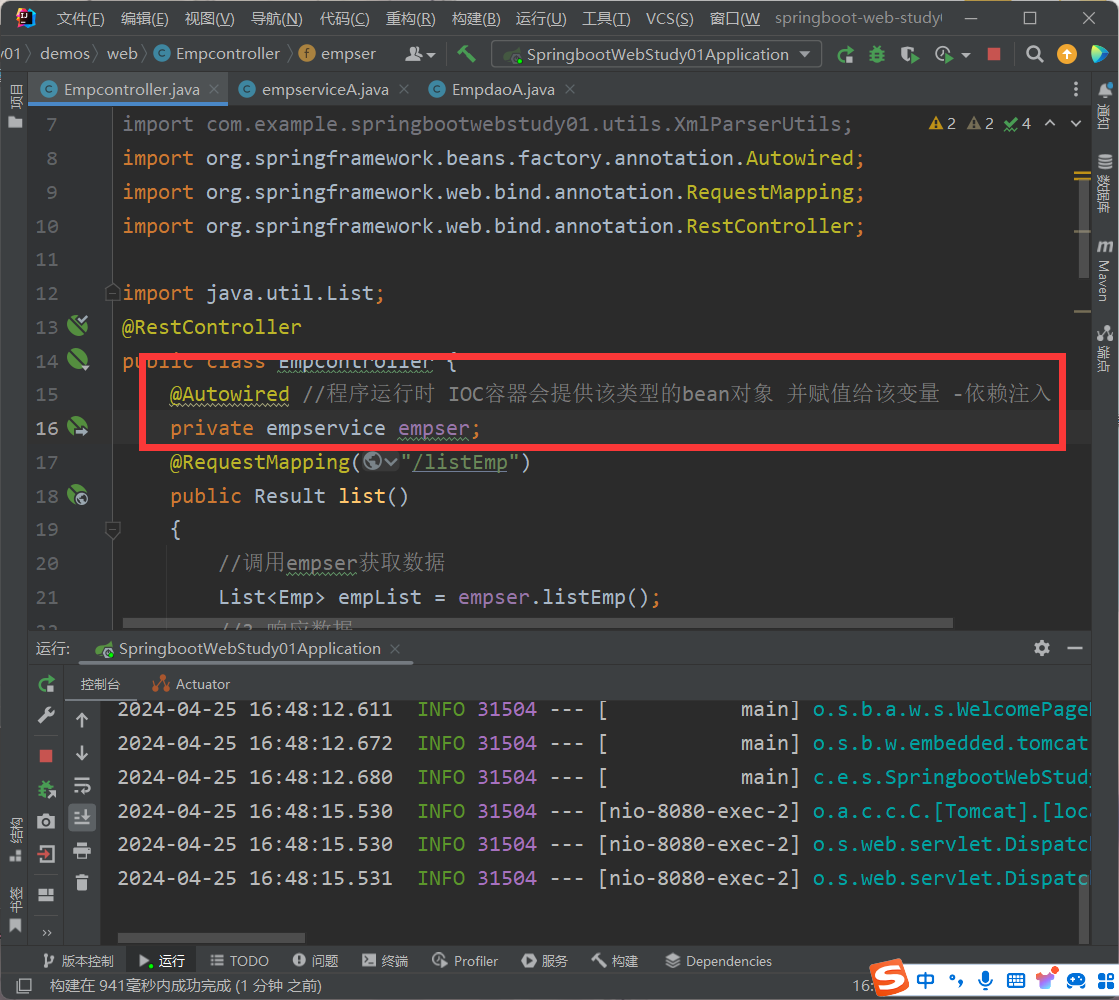 文件(F) 编辑(E) 视图(V) 导航(N) 代码(C) 重构(R) 构建(B) 运行(U) 工具(T) VCS(S) 窗口(W springboot-web-study
01 demos web Empcontroller empser SpringbootWebStudy01Application
Empcontroller.java empserviceA.java EmpdaoA.java
项目
通知
数据库
Maven
端点
2 2 4
7 import com.example.springbootwebstudy01.utils.XmlParserUtils;
8 import org.springframework.beans.factory.annotation.Autowired;
9 import org.springframework.web.bind.annotation.RequestMapping;
10 import org.springframework.web.bind.annotation.RestController;
11
12 import java.util.List;
13 @RestController
14 public class Empcontroller {
15 @Autowired //程序运行时 IOC容器会提供该类型的bean对象 并赋值给该变量 -依赖注入
16 private empservice empser;
17 @RequestMapping("/listEmp")
18 public Result list()
19 {
20 //调用empser获取数据
21 List<Emp> empList = empser.listEmp();
运行: SpringbootWebStudy01Application
控制台 Actuator
2024-04-25 16:48:12.611 INFO 31504 --- [ main] o.s.b.a.w.s.WelcomePage
2024-04-25 16:48:12.672 INFO 31504 --- [ main] o.s.b.w.embedded.tomcat
2024-04-25 16:48:12.680 INFO 31504 --- [ main] c.e.s.SpringbootWebStudy
2024-04-25 16:48:15.530 INFO 31504 --- [nio-8080-exec-2] o.a.c.c.C.[Tomcat].[loc
2024-04-25 16:48:15.530 INFO 31504 --- [nio-8080-exec-2] o.s.web.servlet.Dispatc
2024-04-25 16:48:15.531 INFO 31504 --- [nio-8080-exec-2] o.s.web.servlet.Dispatc
结构
书签
版本控制 运行 TODO 问题 终端 Profiler 服务 构建 Dependencies
构建在 941毫秒内成功完成 (1 分钟 之前) 16:
S 中